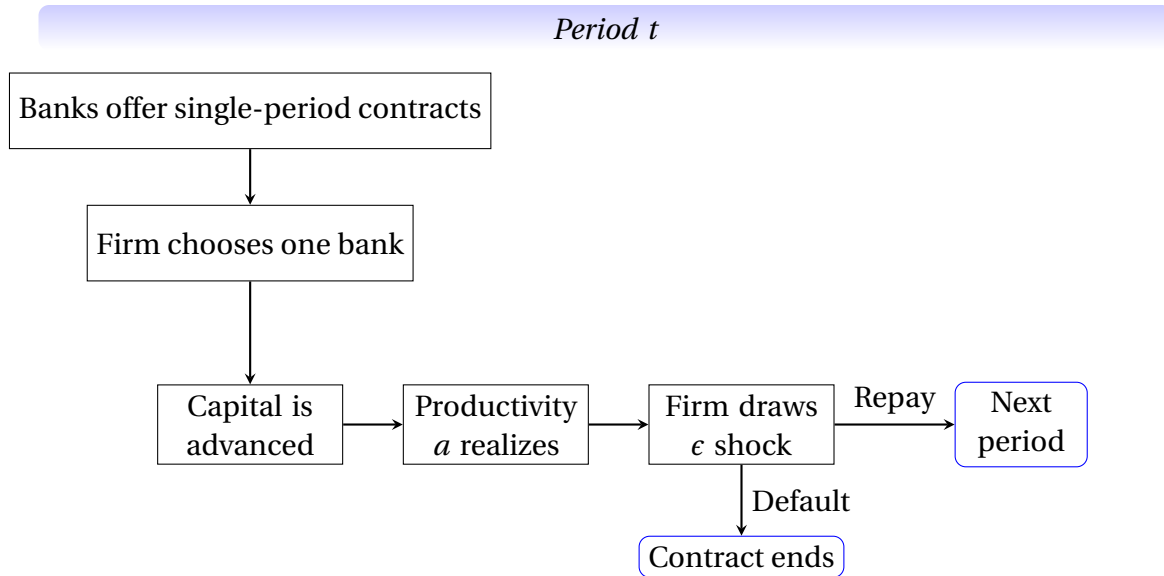 Period t
Banks offer single-period contracts
Firm chooses one bank
Capital is
advanced
Productivity
a realizes
Firm draws
ϵ shock
Repay
Next
period
Default
Contract ends